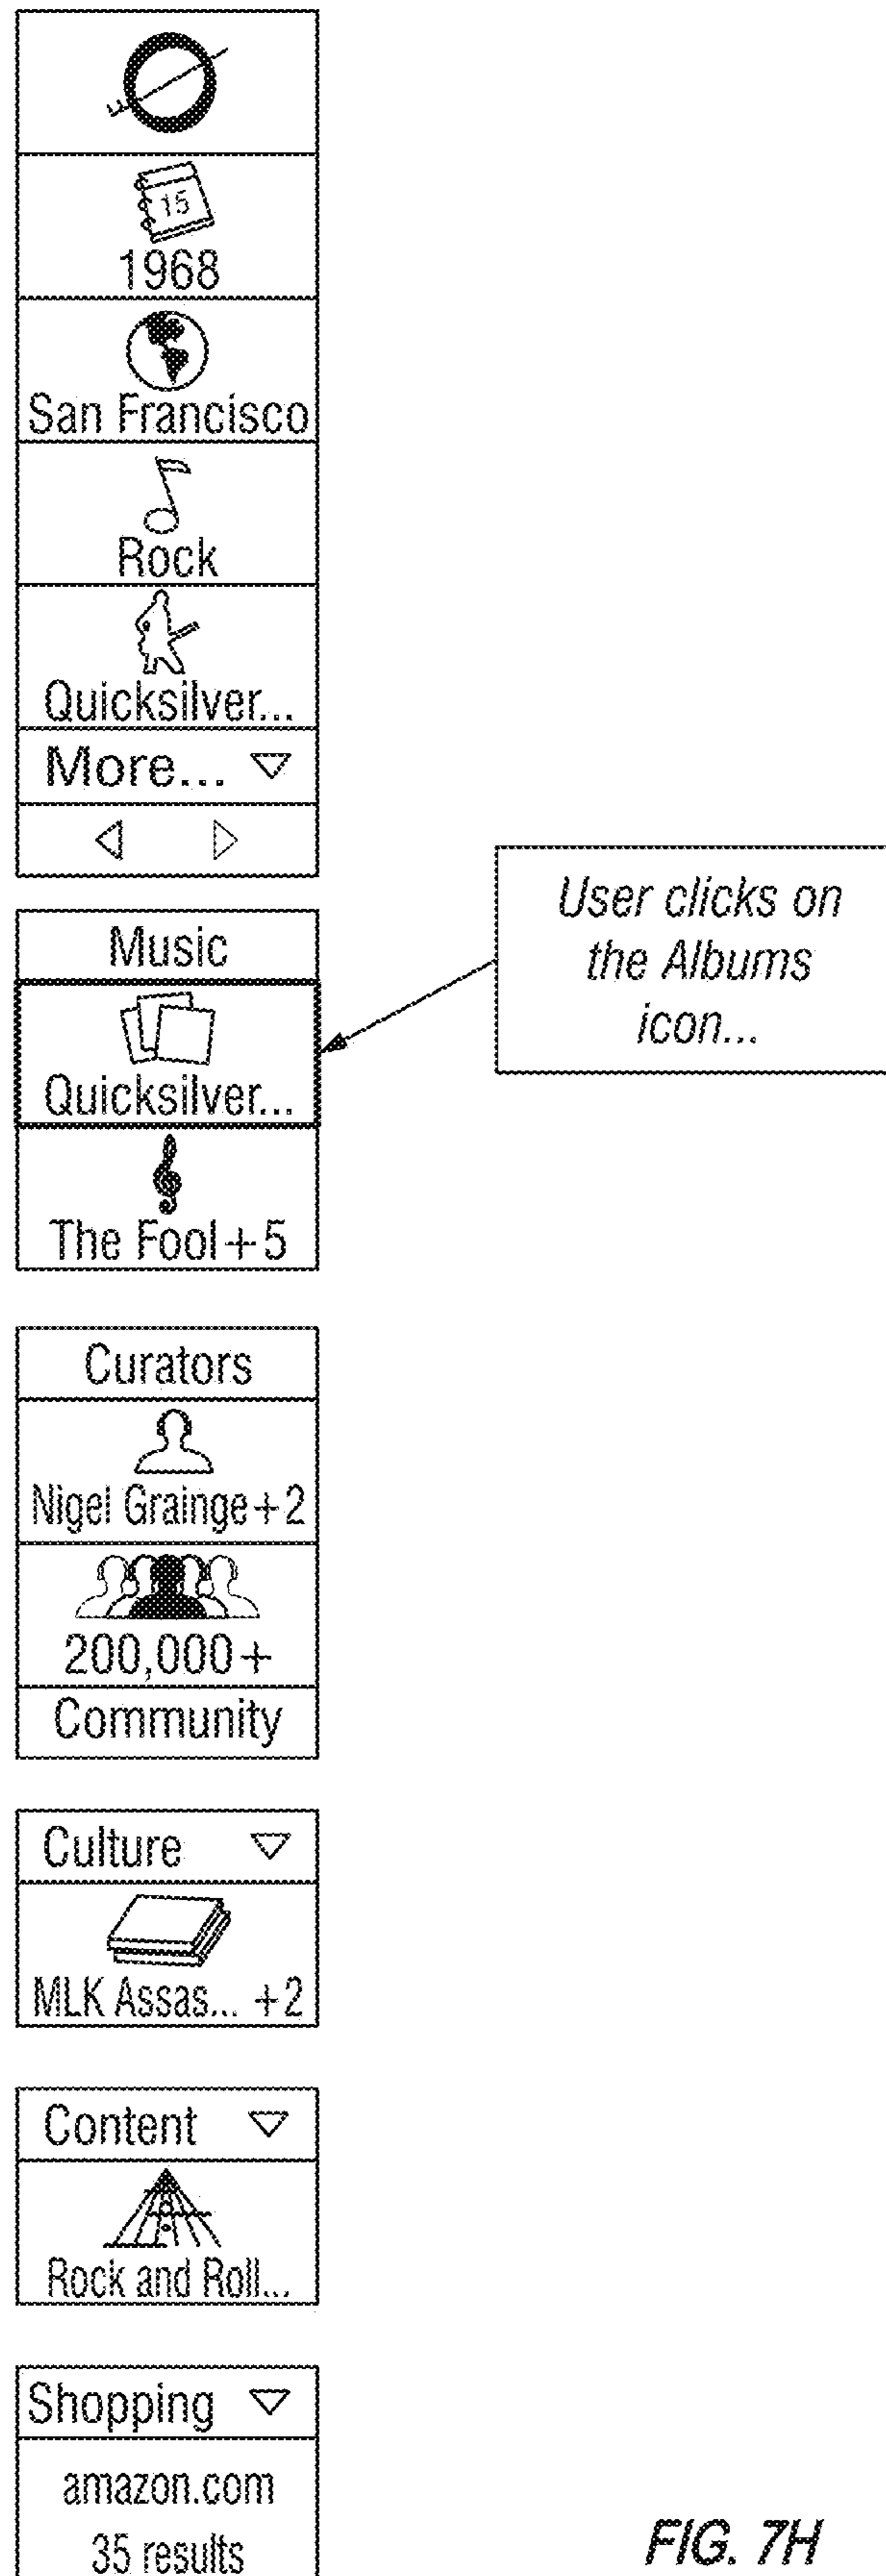 15
1968
San Francisco
Rock
Quicksilver...
More...
Music
Quicksilver...
The Fool+5
User clicks on
the Albums
icon...
Curators
Nigel Grainge+2
200,000+
Community
Culture
MLK Assas... +2
Content
Rock and Roll...
Shopping
amazon.com
35 results
FIG. 7H